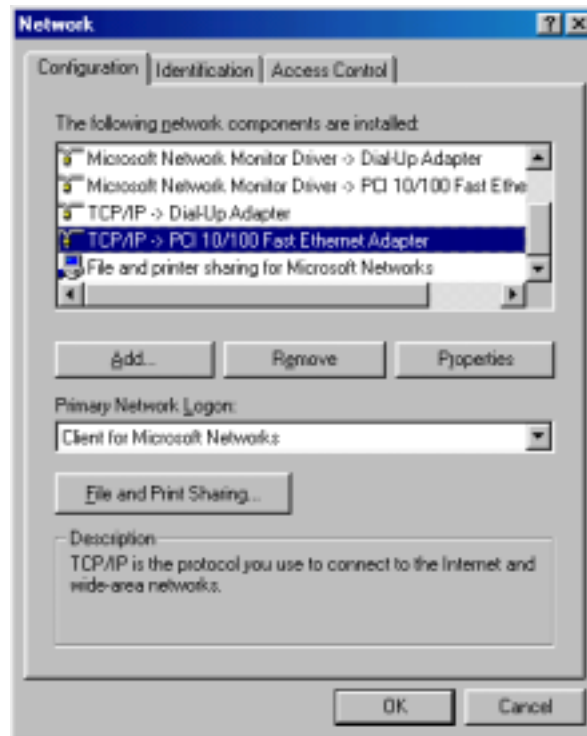 Network
Configuration Identification Access Control
The following network components are installed:
Microsoft Network Monitor Driver -> Dial-Up Adapter
Microsoft Network Monitor Driver -> PCI 10/100 Fast Ethe
TCP/IP -> Dial-Up Adapter
TCP/IP -> PCI 10/100 Fast Ethernet Adapter
File and printer sharing for Microsoft Networks
Add... Remove Properties
Primary Network Logon:
Client for Microsoft Networks
File and Print Sharing...
Description
TCP/IP is the protocol you use to connect to the Internet and
wide-area networks.
OK Cancel